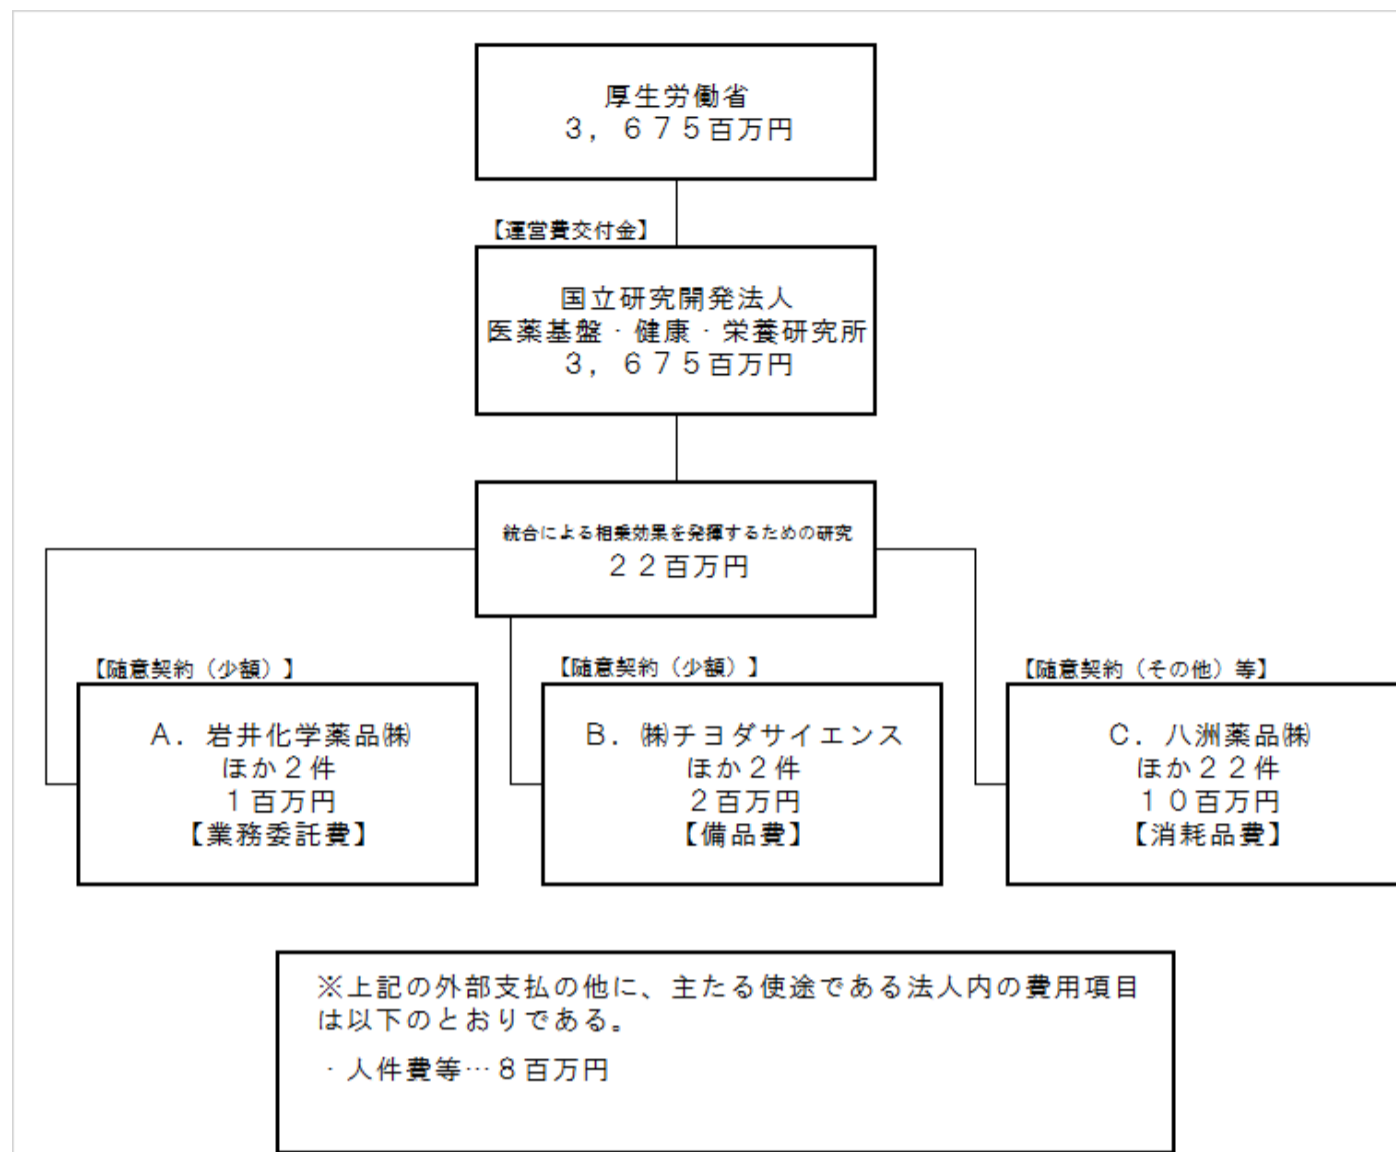 厚生労働省
３，６７５百万円
【運営費交付金】
国立研究開発法人
医薬基盤・健康・栄養研究所
３，６７５百万円
統合による相乗効果を発揮するための研究
２２百万円
【随意契約（少額）】
Ａ．岩井化学薬品㈱
ほか２件
１百万円
【業務委託費】
【随意契約（少額）】
Ｂ．㈱チヨダサイエンス
ほか２件
２百万円
【備品費】
【随意契約（その他）等】
Ｃ．八洲薬品㈱
ほか２２件
１０百万円
【消耗品費】
※上記の外部支払の他に、主たる使途である法人内の費用項目
は以下のとおりである。
・人件費等…８百万円